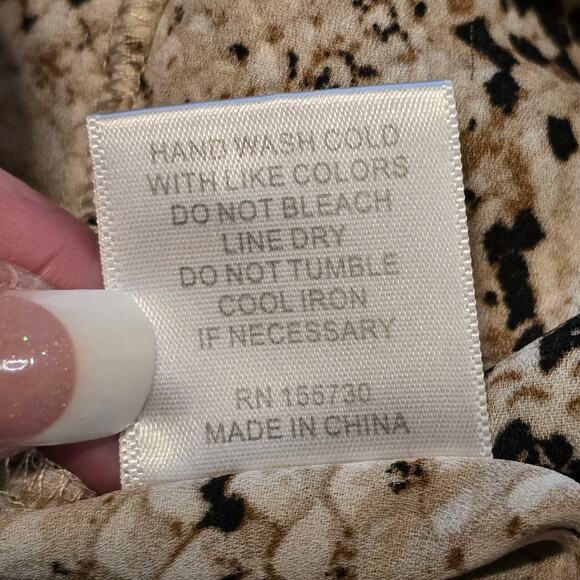 HAND WASH COLD
WITH LIKE COLORS
DO NOT BLEACH
LINE DRY
DO NOT TUMBLE
COOL IRON
IF NECESSARY
RN 155730
MADE IN CHINA